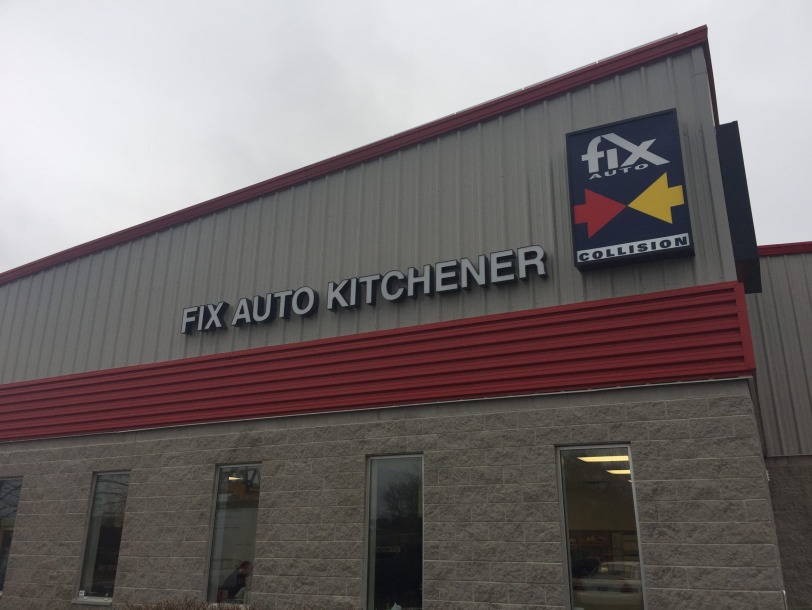 fix
AUTO
COLLISION
FIX AUTO KITCHENER